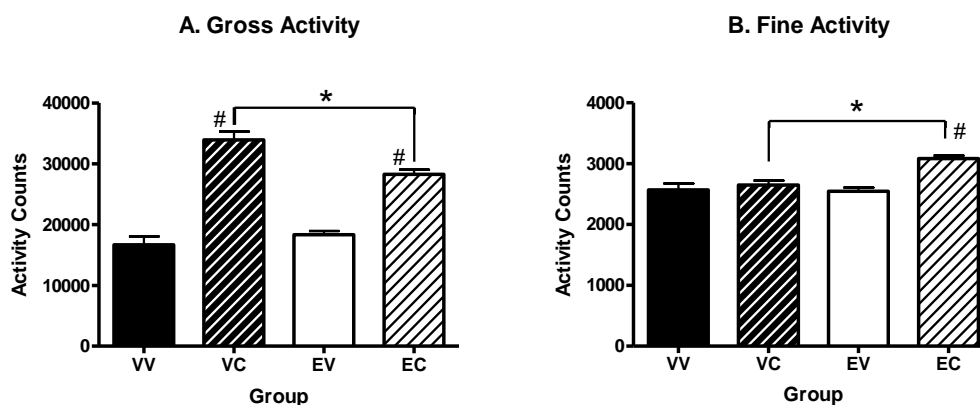 A. Gross Activity
40000
30000
20000
10000
0
Activity Counts
#
*
#
VV VC EV EC
Group
B. Fine Activity
4000
3000
2000
1000
0
Activity Counts
*
#
VV VC EV EC
Group